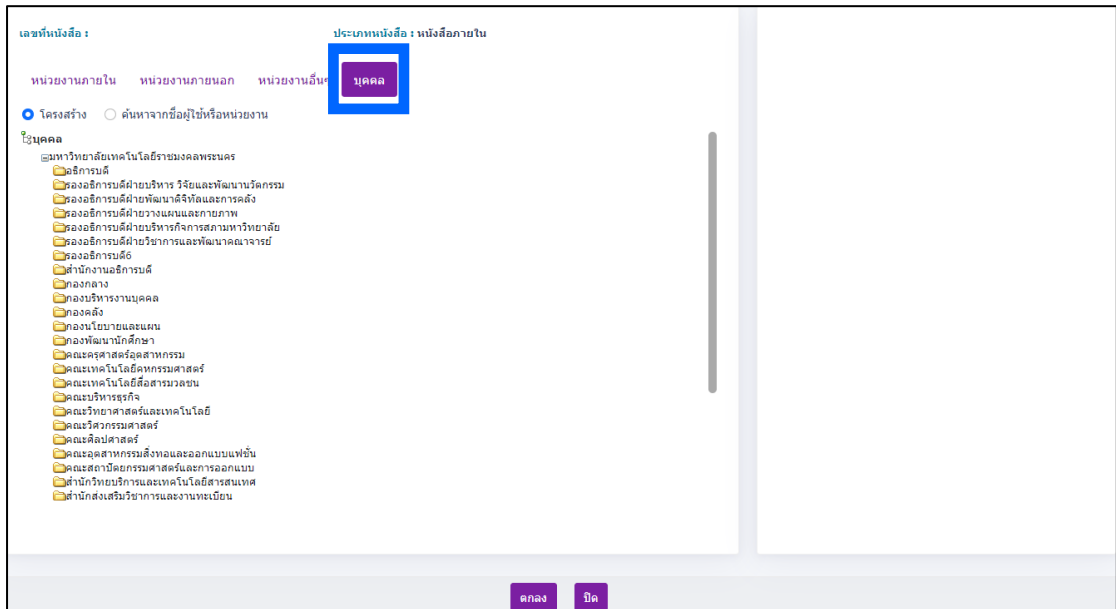 เลขที่หนังสือ : ประเภทหนังสือ : หนังสือภายใน
หน่วยงานภายใน หน่วยงานภายนอก หน่วยงานอื่นๆ บุคคล
โครงสร้าง ค้นหาจากชื่อผู้ใช้หรือหน่วยงาน
บุคคล
มหาวิทยาลัยเทคโนโลยีราชมงคลพระนคร
อธิการบดี
รองอธิการบดีฝ่ายบริหาร วิจัยและพัฒนานวัตกรรม
รองอธิการบดีฝ่ายพัฒนาดิจิทัลและการคลัง
รองอธิการบดีฝ่ายวางแผนและกายภาพ
รองอธิการบดีฝ่ายบริหารกิจการสภามหาวิทยาลัย
รองอธิการบดีฝ่ายวิชาการและพัฒนาคณาจารย์
รองอธิการบดี6
สำนักงานอธิการบดี
กองกลาง
กองบริหารงานบุคคล
กองคลัง
กองนโยบายและแผน
กองพัฒนานักศึกษา
คณะครุศาสตร์อุตสาหกรรม
คณะเทคโนโลยีคหกรรมศาสตร์
คณะเทคโนโลยีสื่อสารมวลชน
คณะบริหารธุรกิจ
คณะวิทยาศาสตร์และเทคโนโลยี
คณะวิศวกรรมศาสตร์
คณะศิลปศาสตร์
คณะอุตสาหกรรมสิ่งทอและออกแบบแฟชั่น
คณะสถาปัตยกรรมศาสตร์และการออกแบบ
สำนักวิทยบริการและเทคโนโลยีสารสนเทศ
สำนักส่งเสริมวิชาการและงานทะเบียน
ตกลง ปิด